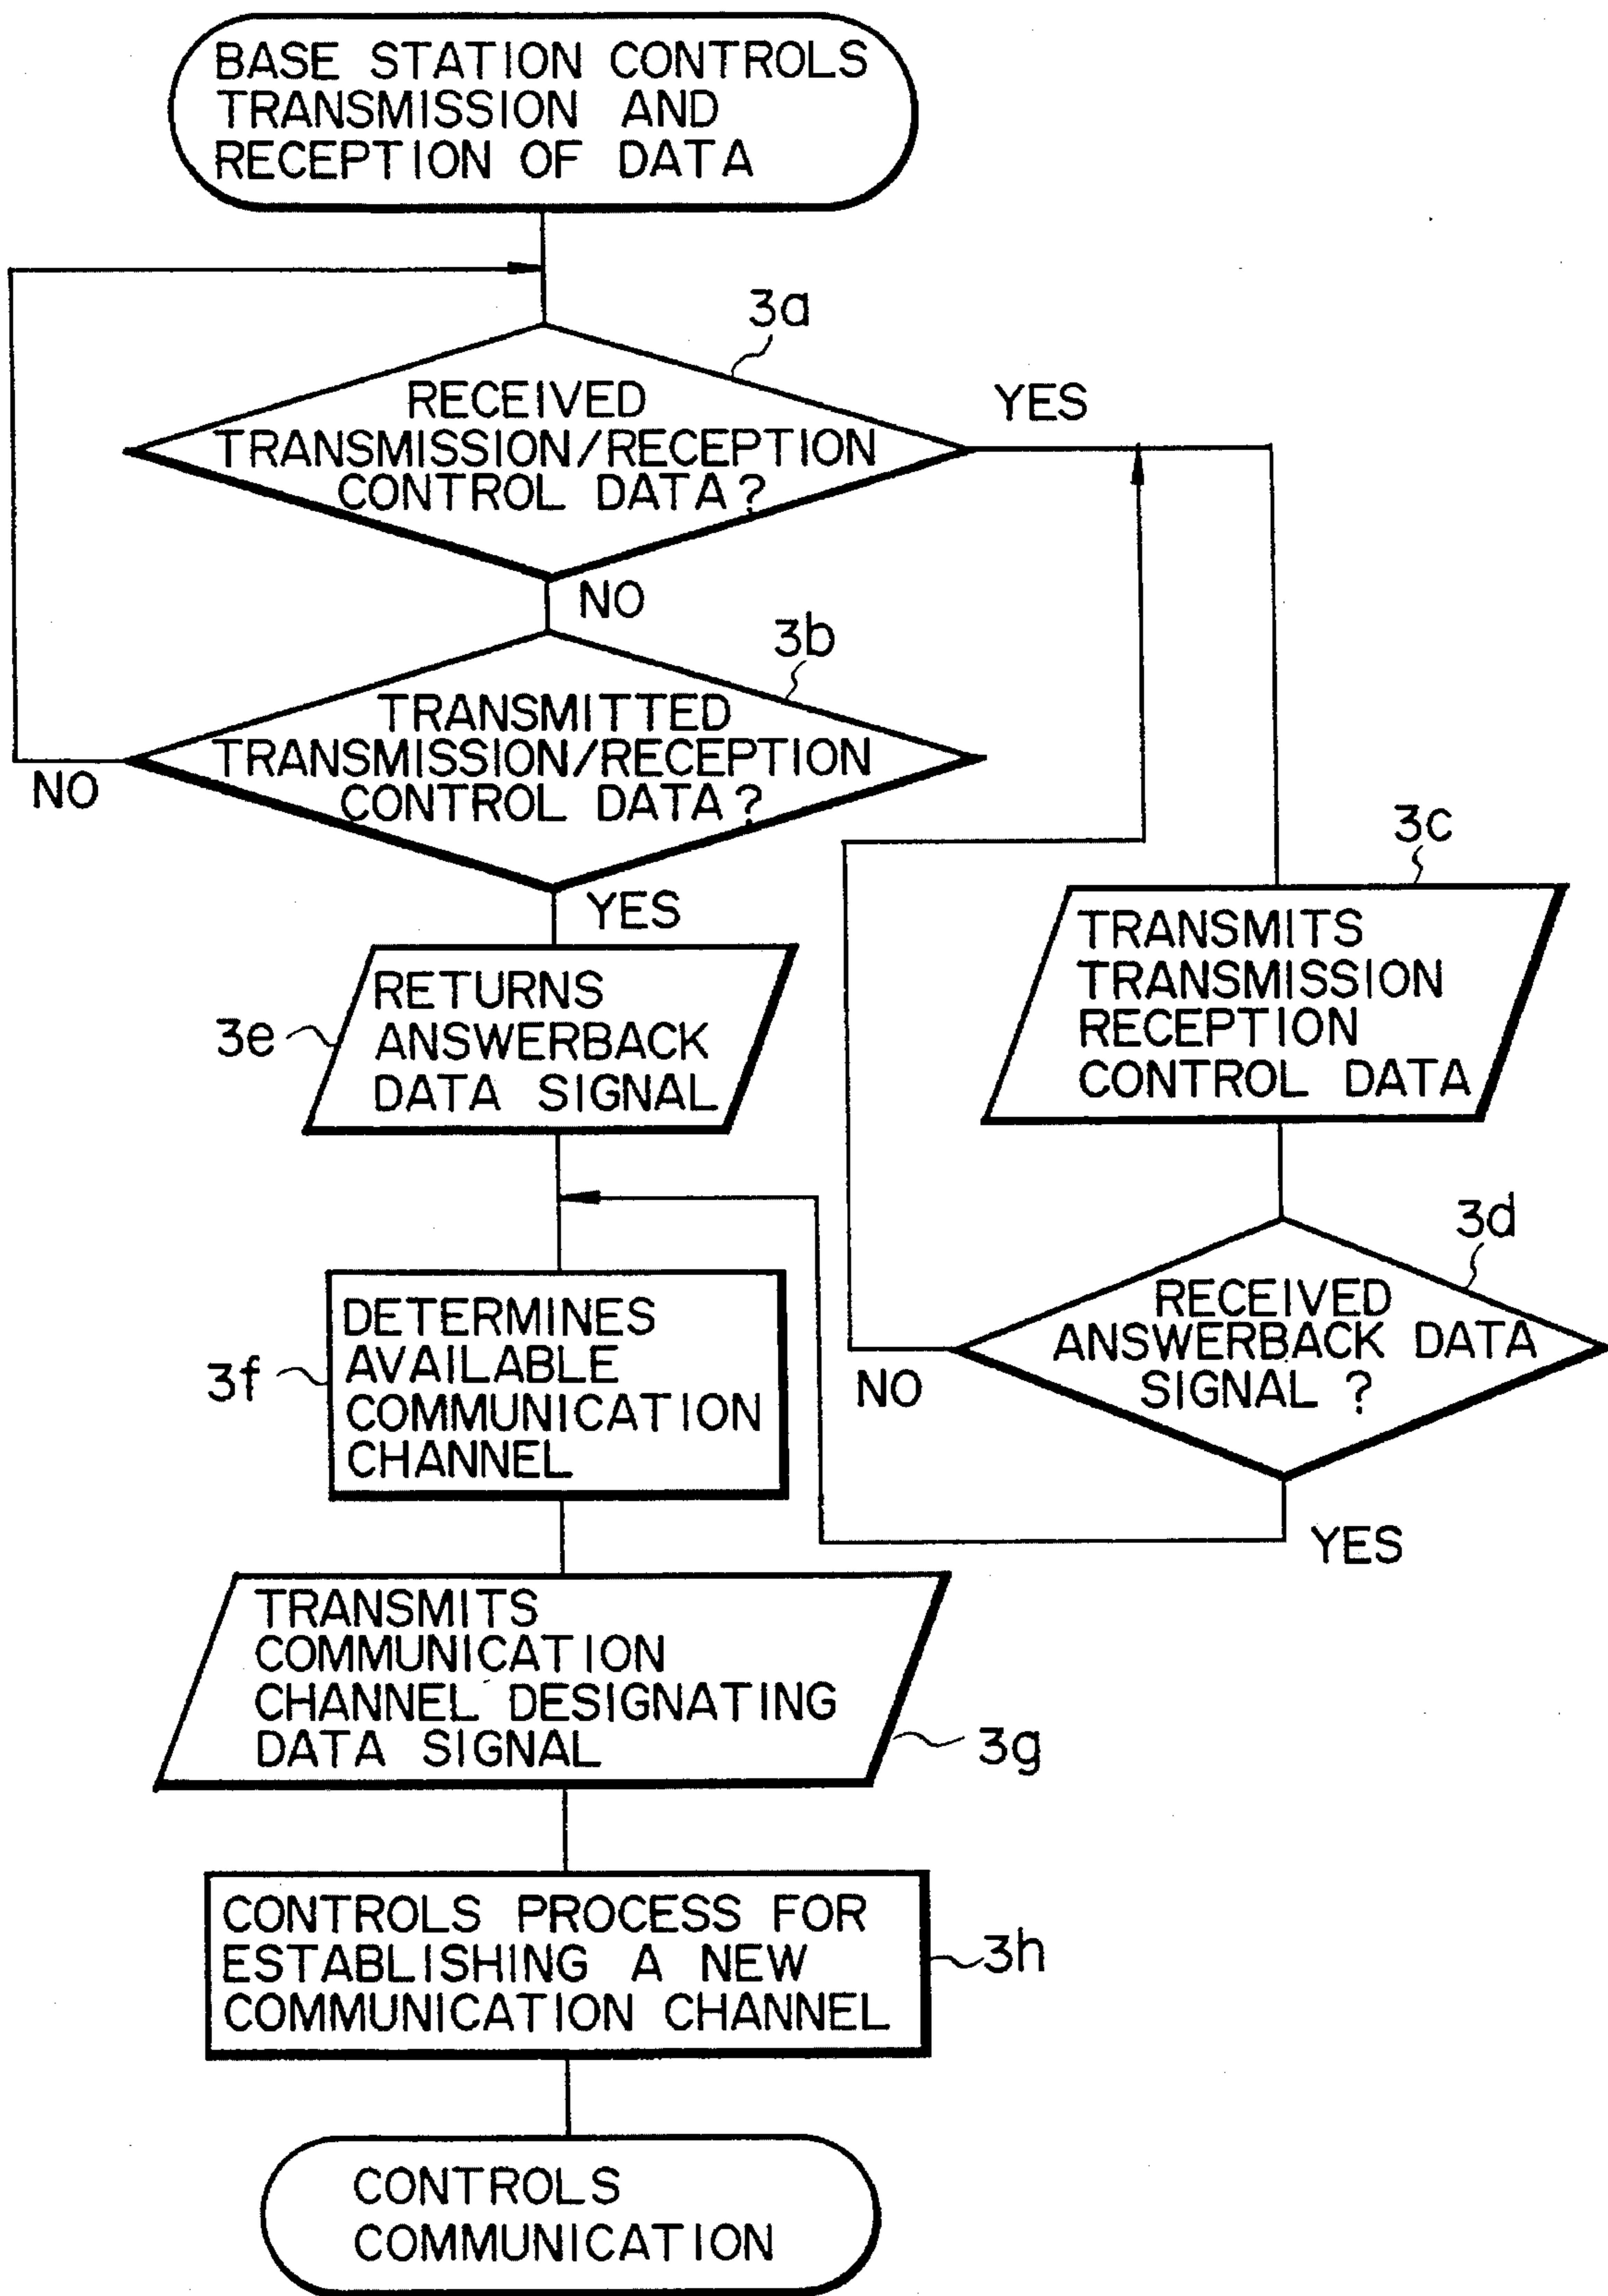 BASE STATION CONTROLS
TRANSMISSION AND
RECEPTION OF DATA
3a
RECEIVED
TRANSMISSION/RECEPTION
CONTROL DATA?
YES
NO
3b
TRANSMITTED
TRANSMISSION/RECEPTION
CONTROL DATA?
NO
YES
3c
TRANSMITS
TRANSMISSION
RECEPTION
CONTROL DATA
3e
RETURNS
ANSWERBACK
DATA SIGNAL
3d
RECEIVED
ANSWERBACK DATA
SIGNAL ?
NO
YES
3f
DETERMINES
AVAILABLE
COMMUNICATION
CHANNEL
TRANSMITS
COMMUNICATION
CHANNEL DESIGNATING
DATA SIGNAL
3g
CONTROLS PROCESS FOR
ESTABLISHING A NEW
COMMUNICATION CHANNEL
3h
CONTROLS
COMMUNICATION